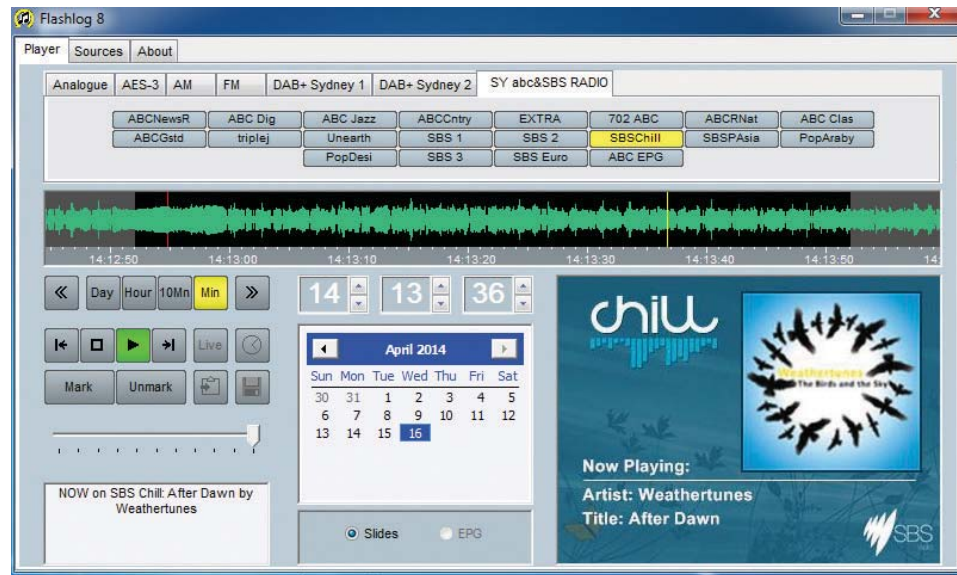 Flashlog 8
Player Sources About
Analogue AES-3 AM FM DAB+ Sydney 1 DAB+ Sydney 2 SY abc&SBS RADIO
ABCNewsR ABC Dig ABC Jazz ABCCntry EXTRA 702 ABC ABCRNat ABC Clas
ABCGstd triplej Unearth SBS 1 SBS 2 SBSChill SBSPAsia PopAraby
PopDesi SBS 3 SBS Euro ABC EPG
14:12:50 14:13:00 14:13:10 14:13:20 14:13:30 14:13:40 14:13:50 14:
Day Hour 10Mn Min
14 13 36
Live
Mark Unmark
April 2014
Sun Mon Tue Wed Thu Fri Sat
30 31 1 2 3 4 5
6 7 8 9 10 11 12
13 14 15 16
NOW on SBS Chill: After Dawn by
Weathertunes
Slides EPG
chill
Weathertunes
The Birds and the Sky
Now Playing:
Artist: Weathertunes
Title: After Dawn
SBS
radio